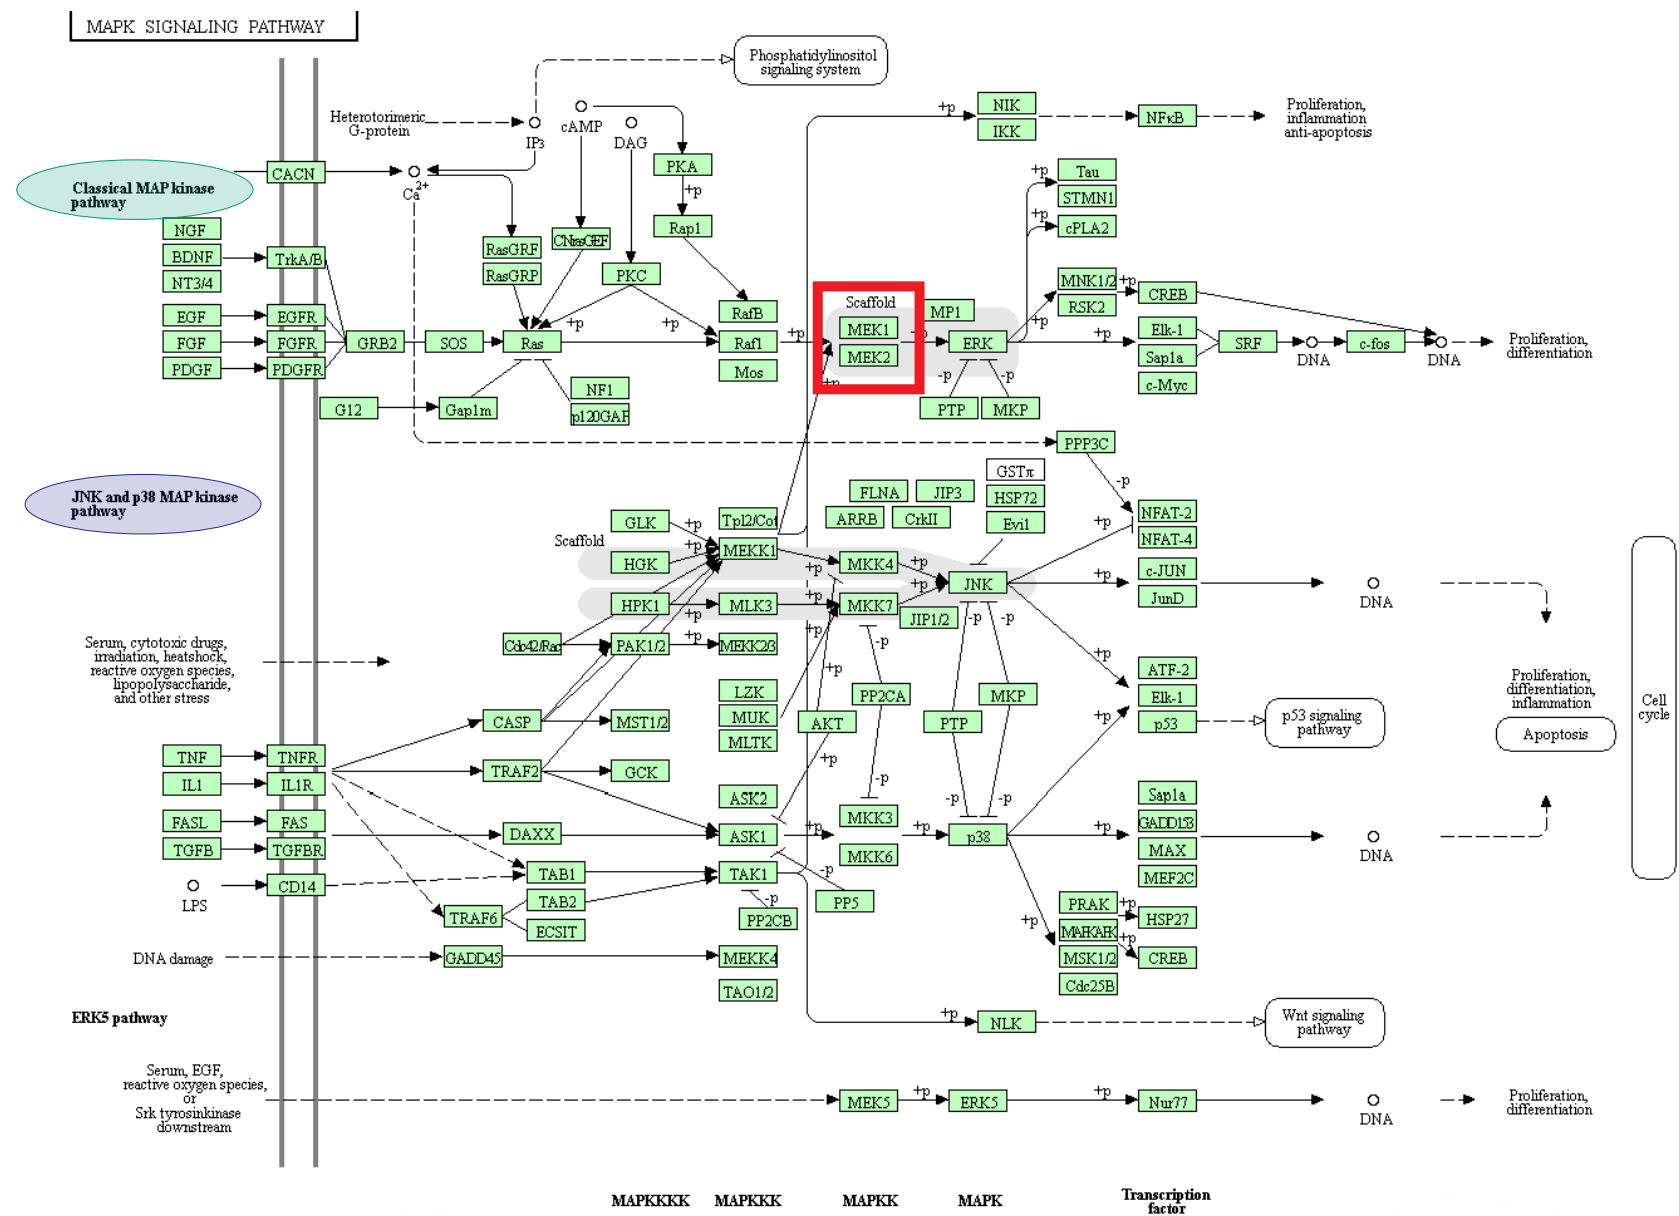 MAPK SIGNALING PATHWAY
Phosphatidylinositol
signaling system
Heterotorimeric
G-protein
IP3
cAMP
DAG
+p
NIK
IKK
NFκB
Proliferation,
inflammation
anti-apoptosis
Classical MAP kinase
pathway
CACN
Ca2+
PKA
+p
Rap1
Tau
STMN1
cPLA2
+p
+p
NGF
BDNF
NT3/4
TrkA/B
RasGRF
RasGRP
CNrasGEF
PKC
MNK1/2
RSK2
+p
CREB
EGF
FGF
PDGF
EGFR
FGFR
PDGFR
GRB2
SOS
Ras
+p
+p
RafB
Raf1
Mos
+p
Scaffold
MEK1
MEK2
+p
MP1
+p
ERK
+p
+p
Elk-1
Sap1a
c-Myc
SRF
DNA
c-fos
DNA
Proliferation,
differentiation
G12
Gap1m
NF1
p120GAP
-p
-p
PTP
MKP
PPP3C
-p
JNK and p38 MAP kinase
pathway
GSTπ
HSP72
Evi1
FLNA
JIP3
ARRB
CrkII
NFAT-2
NFAT-4
+p
Scaffold
GLK
HGK
HPK1
+p
+p
+p
+p
Tpl2/Cot
MEKK1
MLK3
+p
+p
+p
MKK4
MKK7
+p
+p
JNK
JIP1/2
+p
c-JUN
JunD
DNA
Cdc42/Rac
PAK1/2
+p
MEKK2/3
-p
-p
-p
+p
Serum, cytotoxic drugs,
irradiation, heatshock,
reactive oxygen species,
lipopolysaccharide,
and other stress
LZK
MUK
MLTK
+p
AKT
PP2CA
PTP
MKP
+p
ATF-2
Elk-1
p53
+p
p53 signaling
pathway
Proliferation,
differentiation,
inflammation
Apoptosis
Cell
cycle
CASP
MST1/2
TNF
IL1
TNFR
IL1R
TRAF2
GCK
ASK2
+p
-p
-p
-p
FASL
TGFB
FAS
TGFBR
DAXX
ASK1
+p
MKK3
MKK6
+p
p38
+p
Sap1a
GADD153
MAX
MEF2C
DNA
LPS
CD14
TAB1
TAB2
ECSIT
TRAF6
TAK1
-p
PP2CB
-p
PP5
+p
PRAK
MAPKAPK
MSK1/2
Cdc25B
+p
+p
HSP27
CREB
DNA damage
GADD45
MEKK4
TAO1/2
ERK5 pathway
+p
NLK
Wnt signaling
pathway
Serum, EGF,
reactive oxygen species,
or
Srk tyrosinkinase
downstream
MEK5
+p
ERK5
+p
Nur77
DNA
Proliferation,
differentiation
MAPKKKK
MAPKKK
MAPKK
MAPK
Transcription
factor